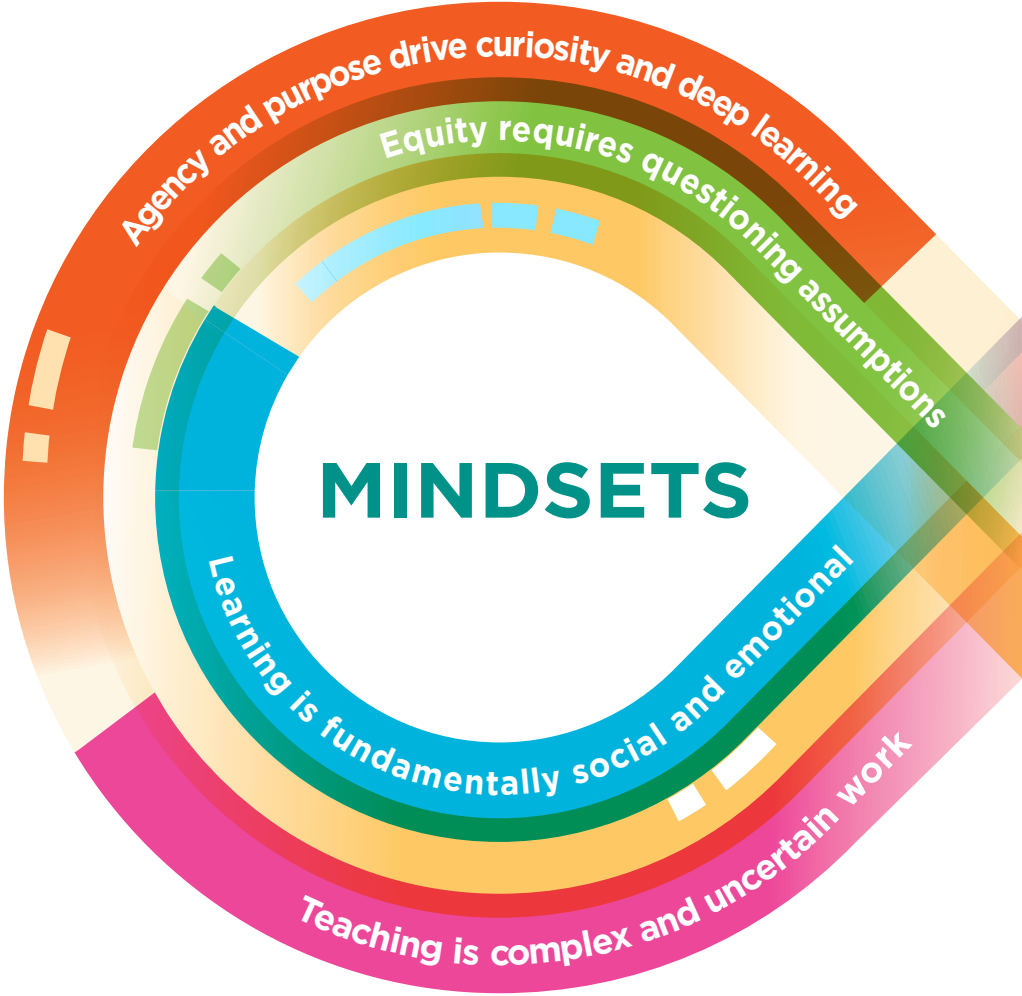 Agency and purpose drive curiosity and deep learning
Equity requires questioning assumptions
MINDSETS
Learning is fundamentally social and emotional
Teaching is complex and uncertain work